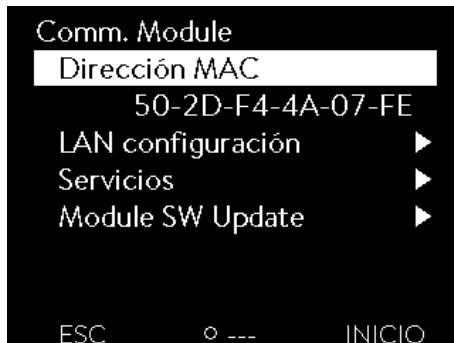 Comm. Module
Dirección MAC
50-2D-F4-4A-07-FE
LAN configuración
Servicios
Module SW Update
ESC ○ --- INICIO